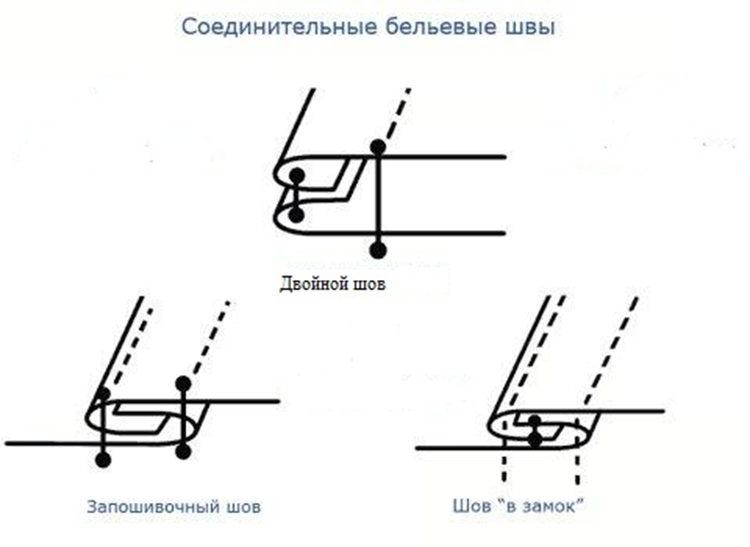 Соединительные бельевые швы
Двойной шов
Запошивочный шов
Шов "в замок"